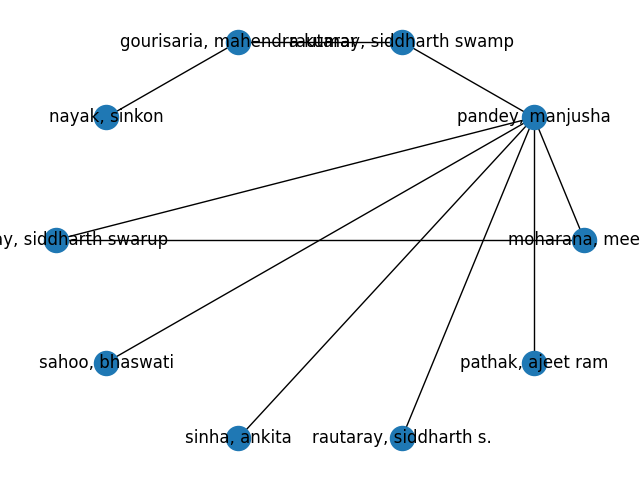 gourisaria, mahendra kumar
rautaray, siddharth swamp
nayak, sinkon
pandey, manjusha
ay, siddharth swarup
moharana, mee
sahoo, bhaswati
pathak, ajeet ram
sinha, ankita
rautaray, siddharth s.